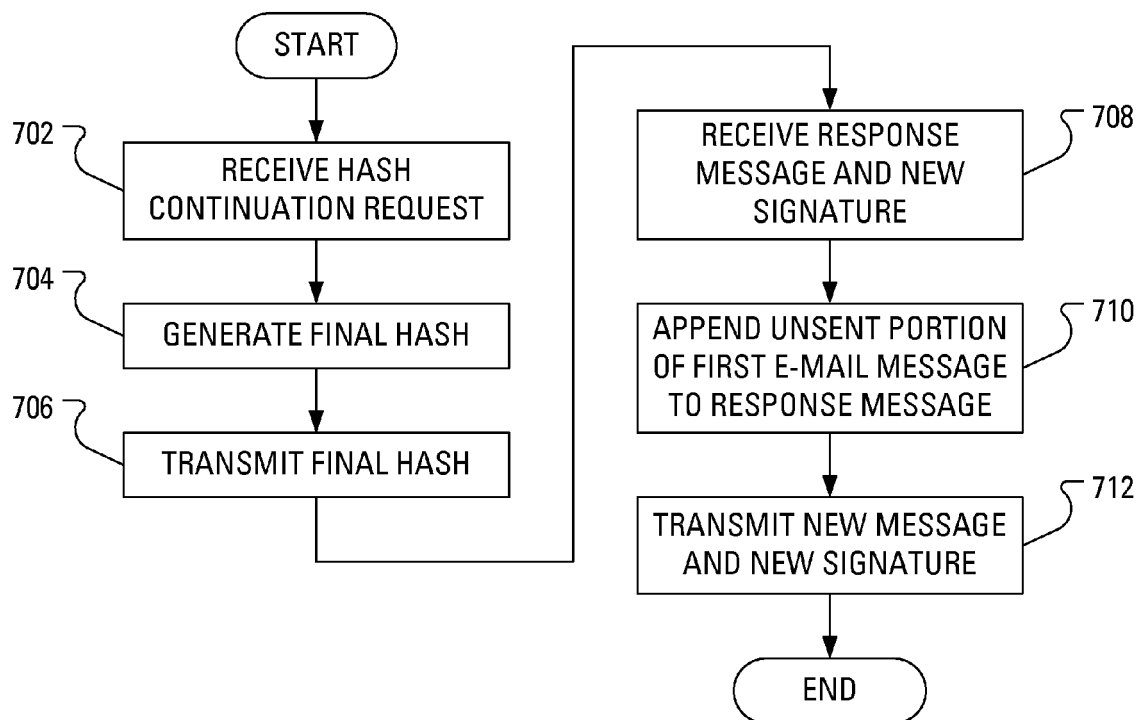 START
702
RECEIVE HASH
CONTINUATION REQUEST
704
GENERATE FINAL HASH
706
TRANSMIT FINAL HASH
708
RECEIVE RESPONSE
MESSAGE AND NEW
SIGNATURE
710
APPEND UNSENT PORTION
OF FIRST E-MAIL MESSAGE
TO RESPONSE MESSAGE
712
TRANSMIT NEW MESSAGE
AND NEW SIGNATURE
END